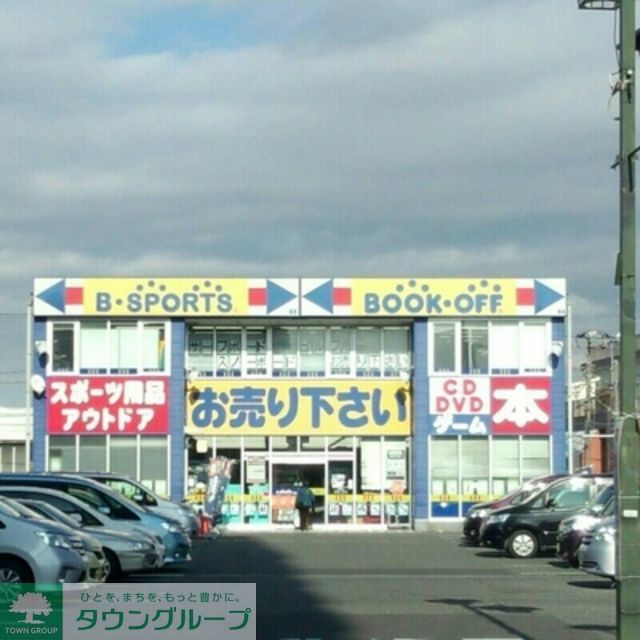 B·SPORTS
BOOK·OFF
スポーツ用品
アウトドア
お売り下さい
CD
DVD
ゲーム
本
ひとを、まちを、もっと豊かに。
タウングループ
TOWN GROUP